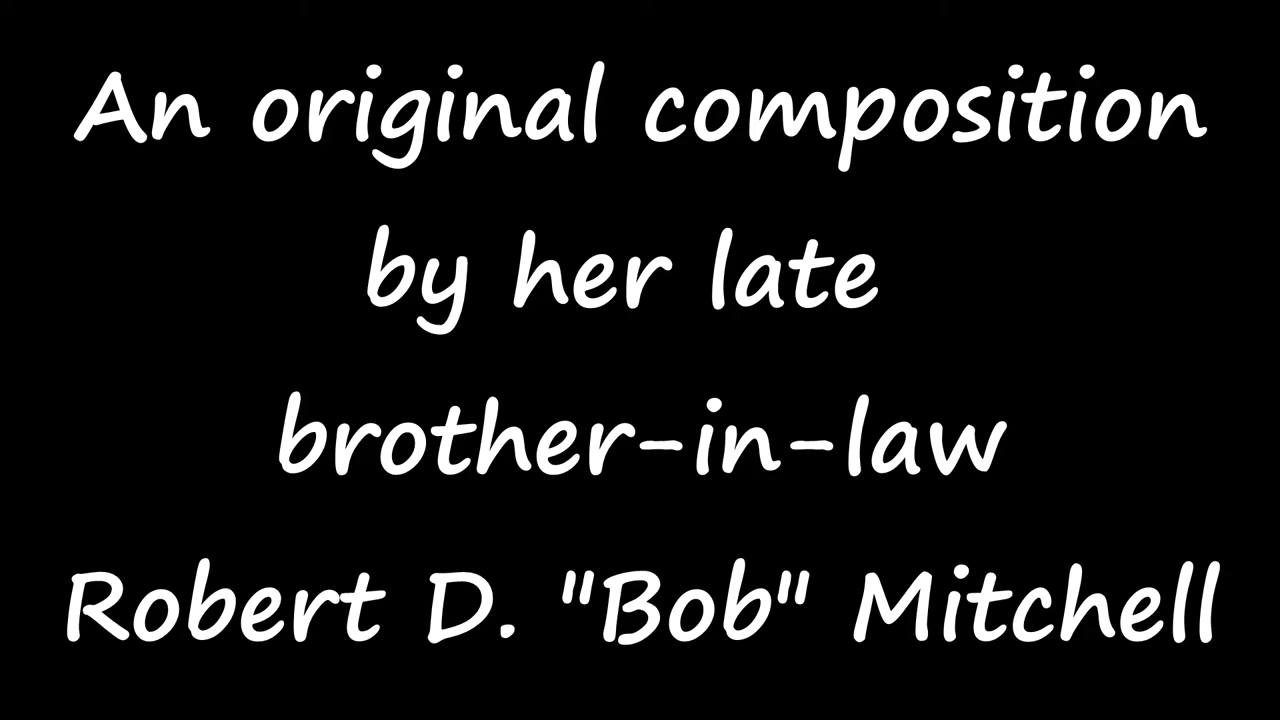 An original composition
by her late
brother-in-law
Robert D. "Bob" Mitchell